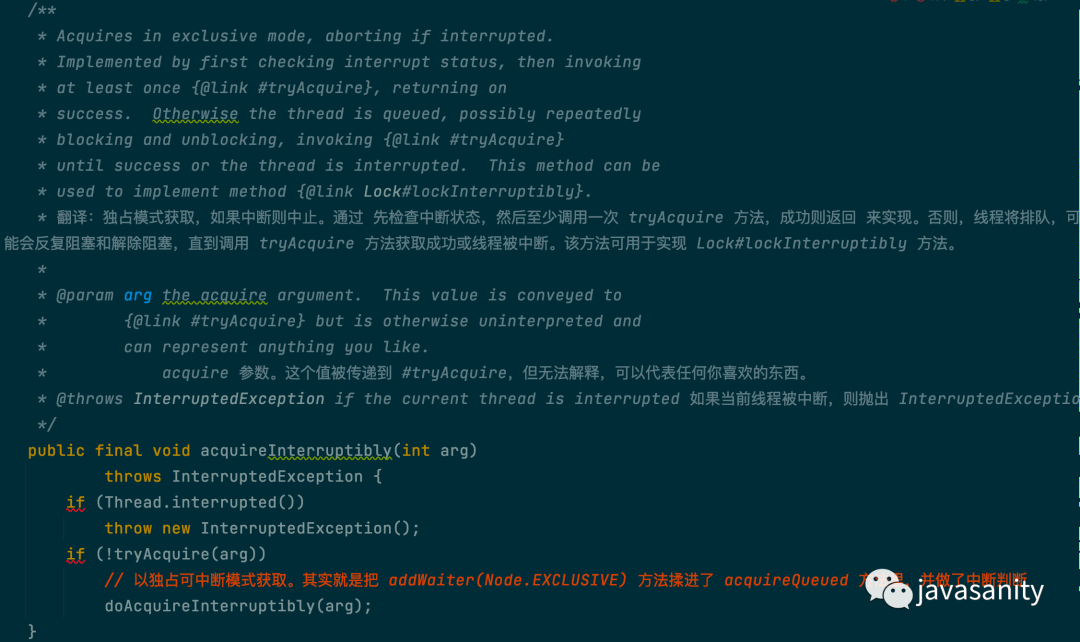 /**
* Acquires in exclusive mode, aborting if interrupted.
* Implemented by first checking interrupt status, then invoking
* at least once {@link #tryAcquire}, returning on
* success.  Otherwise the thread is queued, possibly repeatedly
* blocking and unblocking, invoking {@link #tryAcquire}
* until success or the thread is interrupted.  This method can be
* used to implement method {@link Lock#lockInterruptibly}.
* 翻译：独占模式获取，如果中断则中止。通过 先检查中断状态，然后至少调用一次 tryAcquire 方法，成功则返回 来实现。否则，线程将排队，可
能会反复阻塞和解除阻塞，直到调用 tryAcquire 方法获取成功或线程被中断。该方法可用于实现 Lock#lockInterruptibly 方法。
*
* @param arg the acquire argument.  This value is conveyed to
*        {@link #tryAcquire} but is otherwise uninterpreted and
*        can represent anything you like.
*            acquire 参数。这个值被传递到 #tryAcquire，但无法解释，可以代表任何你喜欢的东西。
* @throws InterruptedException if the current thread is interrupted 如果当前线程被中断，则抛出 InterruptedExceptio
*/
public final void acquireInterruptibly(int arg)
throws InterruptedException {
if (Thread.interrupted())
throw new InterruptedException();
if (!tryAcquire(arg))
// 以独占可中断模式获取。其实就是把 addWaiter(Node.EXCLUSIVE) 方法揉进了 acquireQueued 并做了中断判断
doAcquireInterruptibly(arg);
}
javasanity